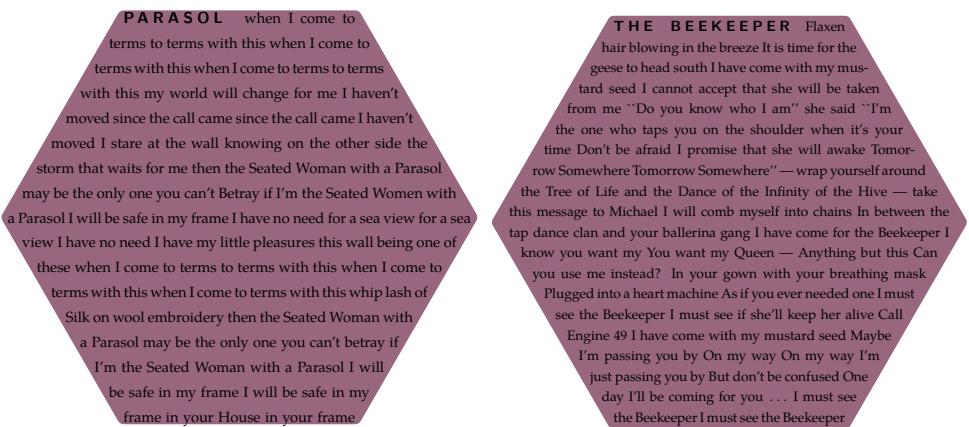 PARASOL when I come to
terms to terms with this when I come to
terms with this when I come to terms to terms
with this my world will change for me I haven't
moved since the call came since the call came I haven't
moved I stare at the wall knowing on the other side the
storm that waits for me then the Seated Woman with a Parasol
may be the only one you can't Betray if I'm the Seated Women with
a Parasol I will be safe in my frame I have no need for a sea view for a sea
view I have no need I have my little pleasures this wall being one of
these when I come to terms to terms with this when I come to
terms with this when I come to terms with this whip lash of
Silk on wool embroidery then the Seated Woman with
a Parasol may be the only one you can't betray if
I'm the Seated Woman with a Parasol I will
be safe in my frame I will be safe in my
frame in your House in your frame
THE BEEKEEPER Flaxen
hair blowing in the breeze It is time for the
geese to head south I have come with my mus-
tard seed I cannot accept that she will be taken
from me ``Do you know who I am'' she said ``I'm
the one who taps you on the shoulder when it's your
time Don't be afraid I promise that she will awake Tomor-
row Somewhere Tomorrow Somewhere'' — wrap yourself around
the Tree of Life and the Dance of the Infinity of the Hive — take
this message to Michael I will comb myself into chains In between the
tap dance clan and your ballerina gang I have come for the Beekeeper I
know you want my You want my Queen — Anything but this Can
you use me instead? In your gown with your breathing mask
Plugged into a heart machine As if you ever needed one I must
see the Beekeeper I must see if she'll keep her alive Call
Engine 49 I have come with my mustard seed Maybe
I'm passing you by On my way On my way I'm
just passing you by But don't be confused One
day I'll be coming for you . . . I must see
the Beekeeper I must see the Beekeeper